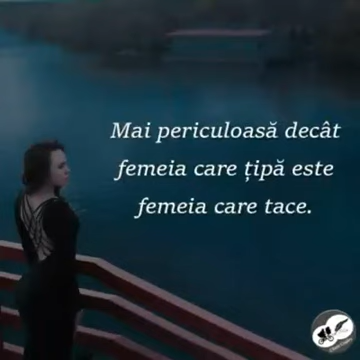 Mai periculoasă decât
femeia care țipă este
femeia care tace.